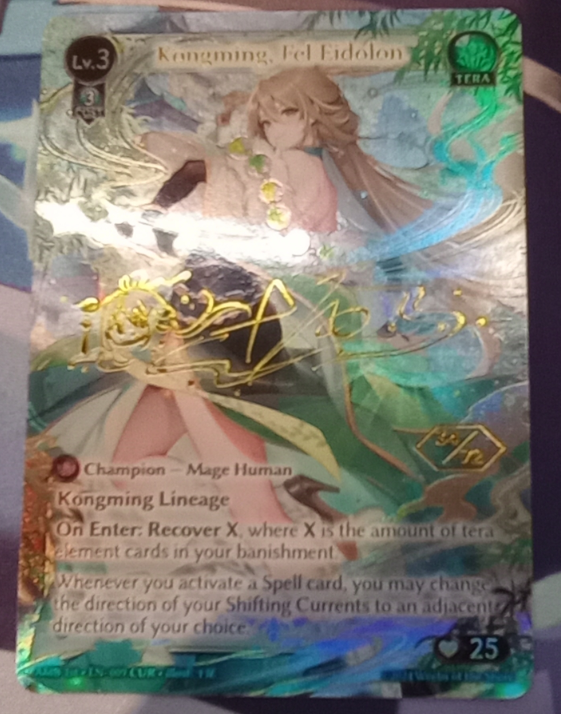 Lv.3
Kongming, Fel Eidolon
TERA
3
COST
Champion — Mage Human
Kongming Lineage
On Enter: Recover X, where X is the amount of tera
element cards in your banishment.
Whenever you activate a Spell card, you may change
the direction of your Shifting Currents to an adjacent
direction of your choice.
25
CUR